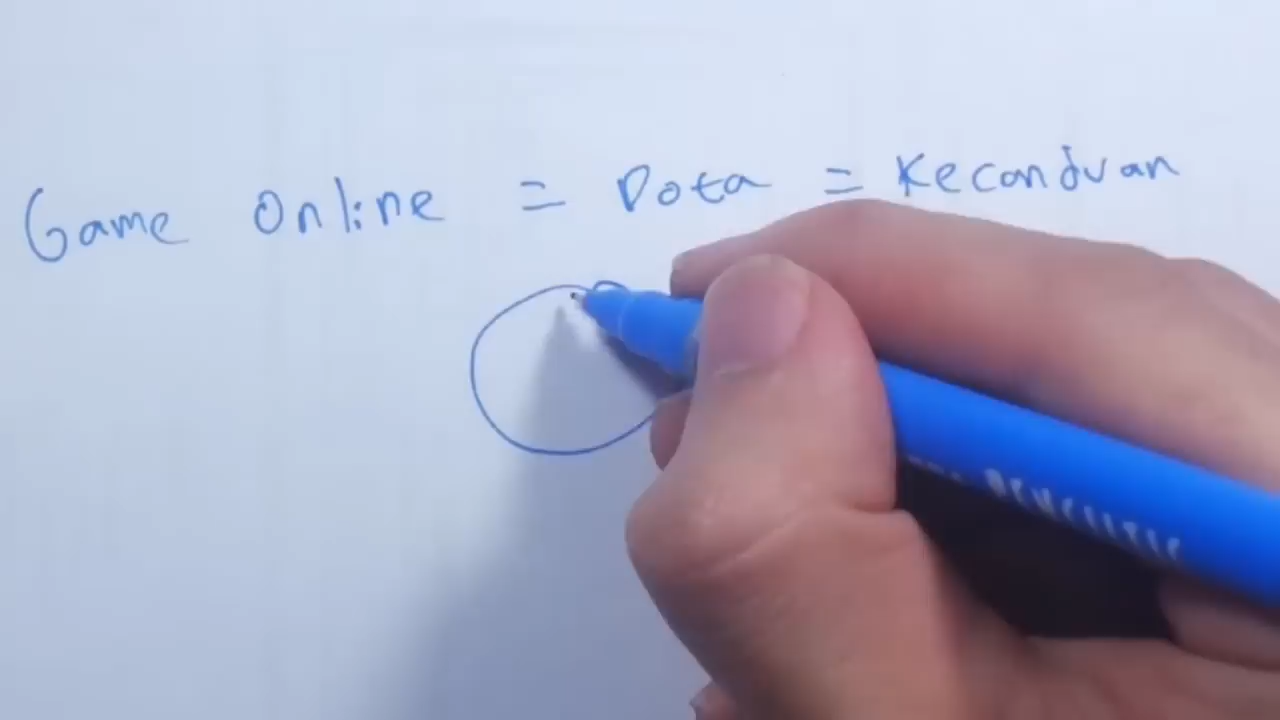 Game Online = Dota = Kecanduan